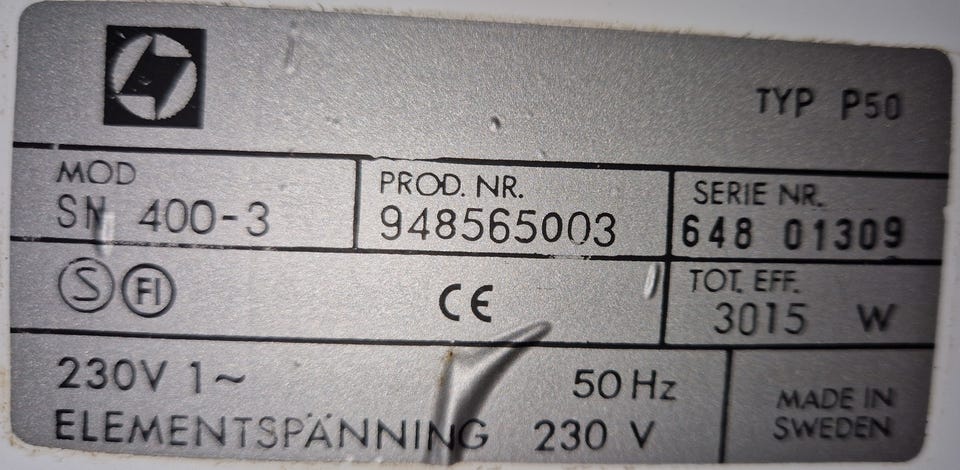 TYP P50
MOD
SN 400-3
PROD. NR.
948565003
SERIE NR.
648 01309
S FI
CE
TOT. EFF.
3015 W
230V 1~
50 Hz
ELEMENTSPÄNNING 230 V
MADE IN
SWEDEN